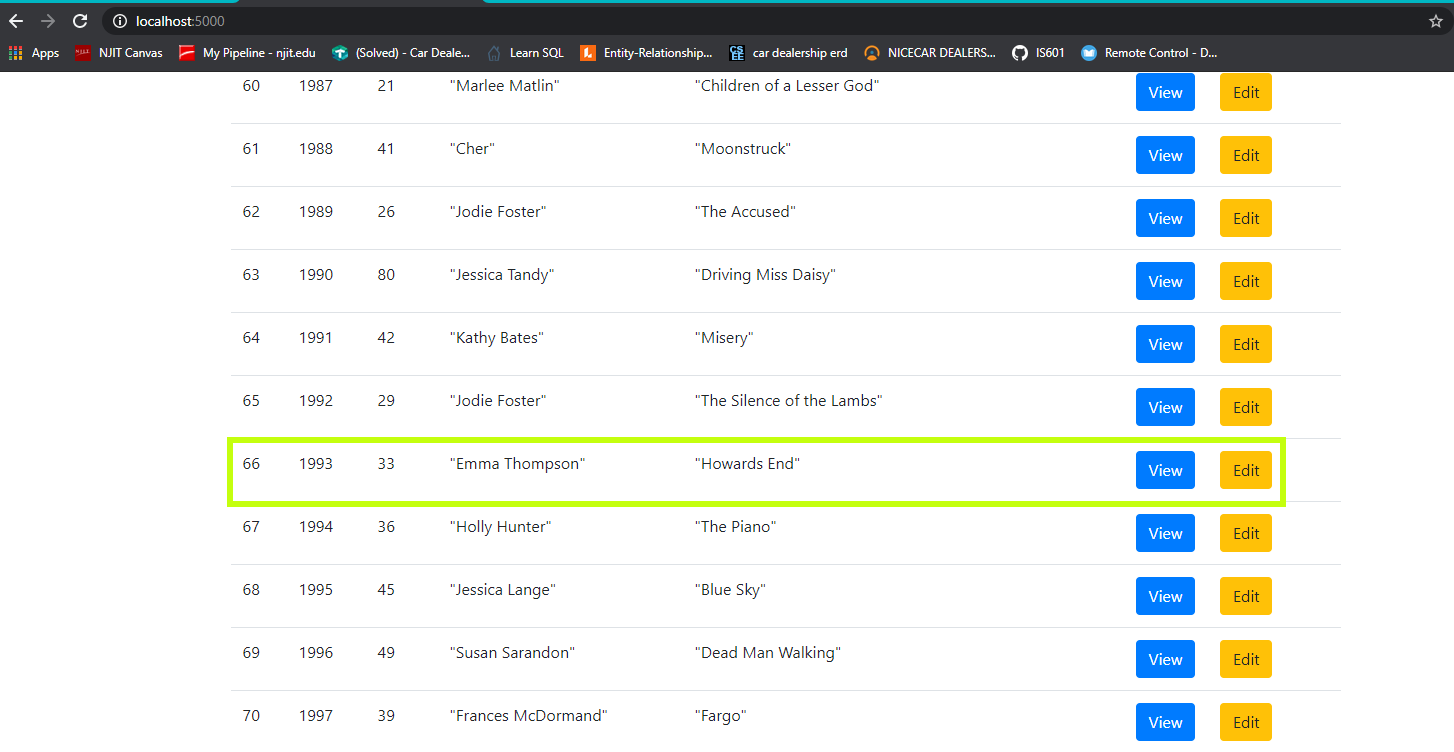 localhost:5000
Apps NJIT Canvas My Pipeline - njit.edu (Solved) - Car Deale... Learn SQL Entity-Relationship... car dealership erd NICECAR DEALERS... IS601 Remote Control - D...
60 1987 21 "Marlee Matlin" "Children of a Lesser God" View Edit
61 1988 41 "Cher" "Moonstruck" View Edit
62 1989 26 "Jodie Foster" "The Accused" View Edit
63 1990 80 "Jessica Tandy" "Driving Miss Daisy" View Edit
64 1991 42 "Kathy Bates" "Misery" View Edit
65 1992 29 "Jodie Foster" "The Silence of the Lambs" View Edit
66 1993 33 "Emma Thompson" "Howards End" View Edit
67 1994 36 "Holly Hunter" "The Piano" View Edit
68 1995 45 "Jessica Lange" "Blue Sky" View Edit
69 1996 49 "Susan Sarandon" "Dead Man Walking" View Edit
70 1997 39 "Frances McDormand" "Fargo" View Edit